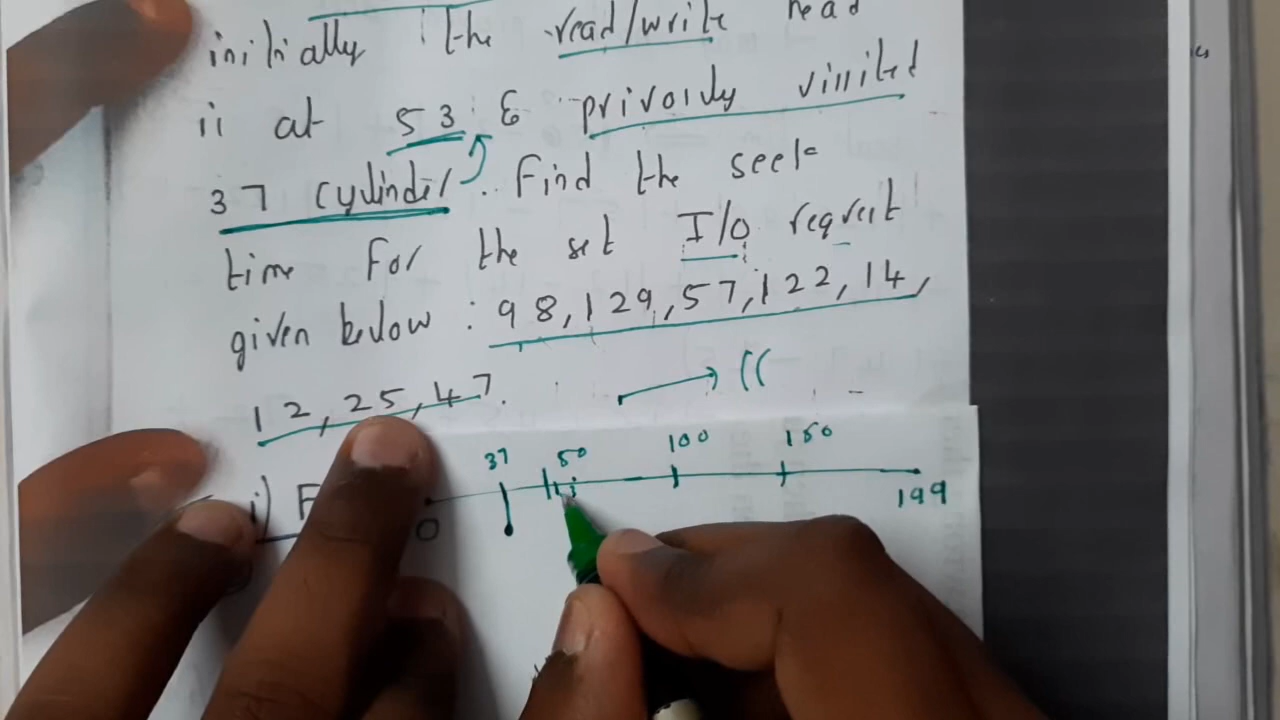 initially the read/write head
is at 53 & privoidy visited
37 cylinder. Find the seek
time For the set I/O request
given below : 98,129,57,122,14,
12,25,47.
37 50 100 150
i) F
0 199